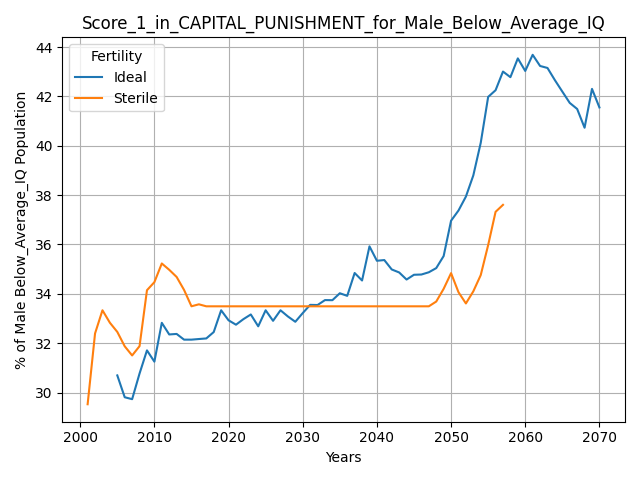 Score_1_in_CAPITAL_PUNISHMENT_for_Male_Below_Average_IQ
Fertility
Ideal
Sterile
% of Male Below_Average_IQ Population
44
42
40
38
36
34
32
30
2000 2010 2020 2030 2040 2050 2060 2070
Years